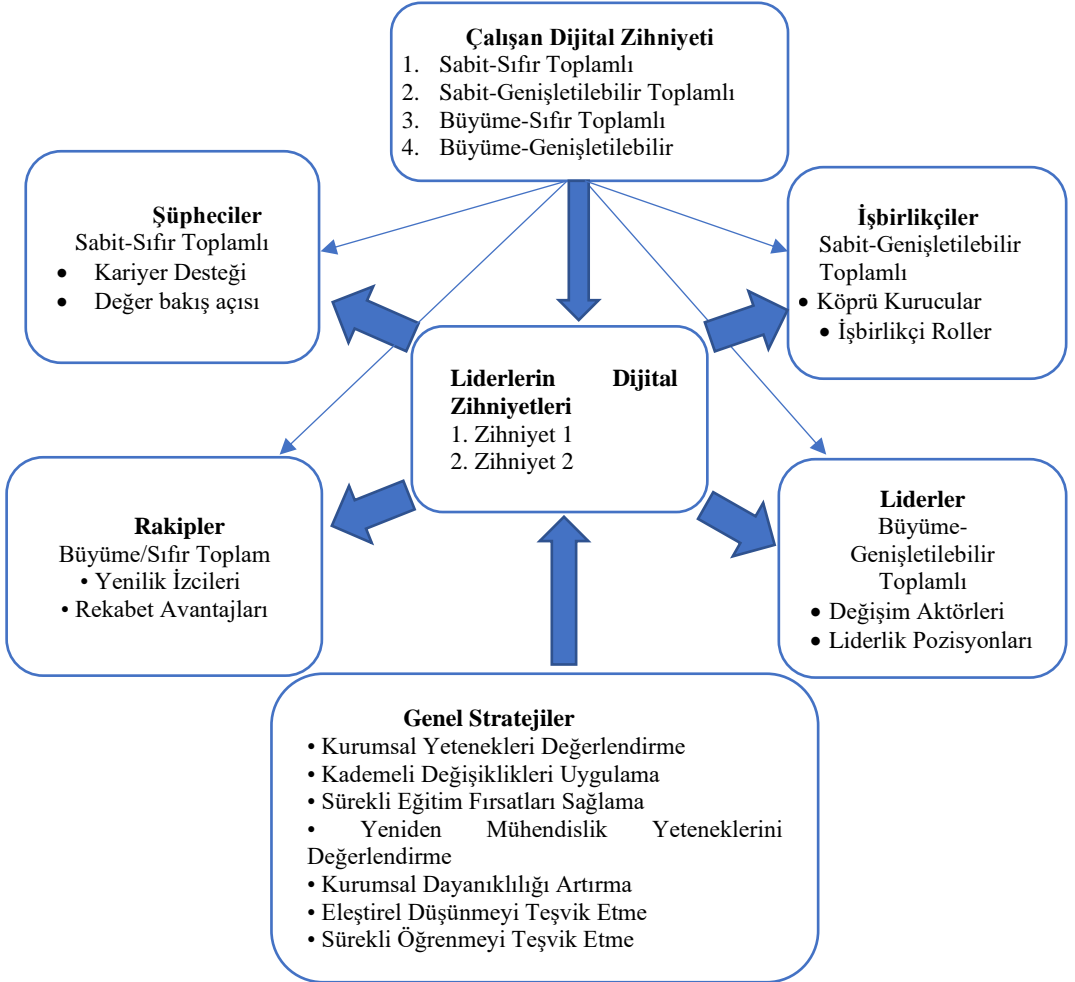 Çalışan Dijital Zihniyeti
1. Sabit-Sıfır Toplamlı
2. Sabit-Genişletilebilir Toplamlı
3. Büyüme-Sıfır Toplamlı
4. Büyüme-Genişletilebilir
Şüpheciler
Sabit-Sıfır Toplamlı
• Kariyer Desteği
• Değer bakış açısı
İşbirlikçiler
Sabit-Genişletilebilir
Toplamlı
• Köprü Kurucular
• İşbirlikçi Roller
Liderlerin Dijital
Zihniyetleri
1. Zihniyet 1
2. Zihniyet 2
Rakipler
Büyüme/Sıfır Toplam
• Yenilik İzcileri
• Rekabet Avantajları
Liderler
Büyüme-
Genişletilebilir
Toplamlı
• Değişim Aktörleri
• Liderlik Pozisyonları
Genel Stratejiler
• Kurumsal Yetenekleri Değerlendirme
• Kademeli Değişiklikleri Uygulama
• Sürekli Eğitim Fırsatları Sağlama
• Yeniden Mühendislik Yeteneklerini
Değerlendirme
• Kurumsal Dayanıklılığı Artırma
• Eleştirel Düşünmeyi Teşvik Etme
• Sürekli Öğrenmeyi Teşvik Etme